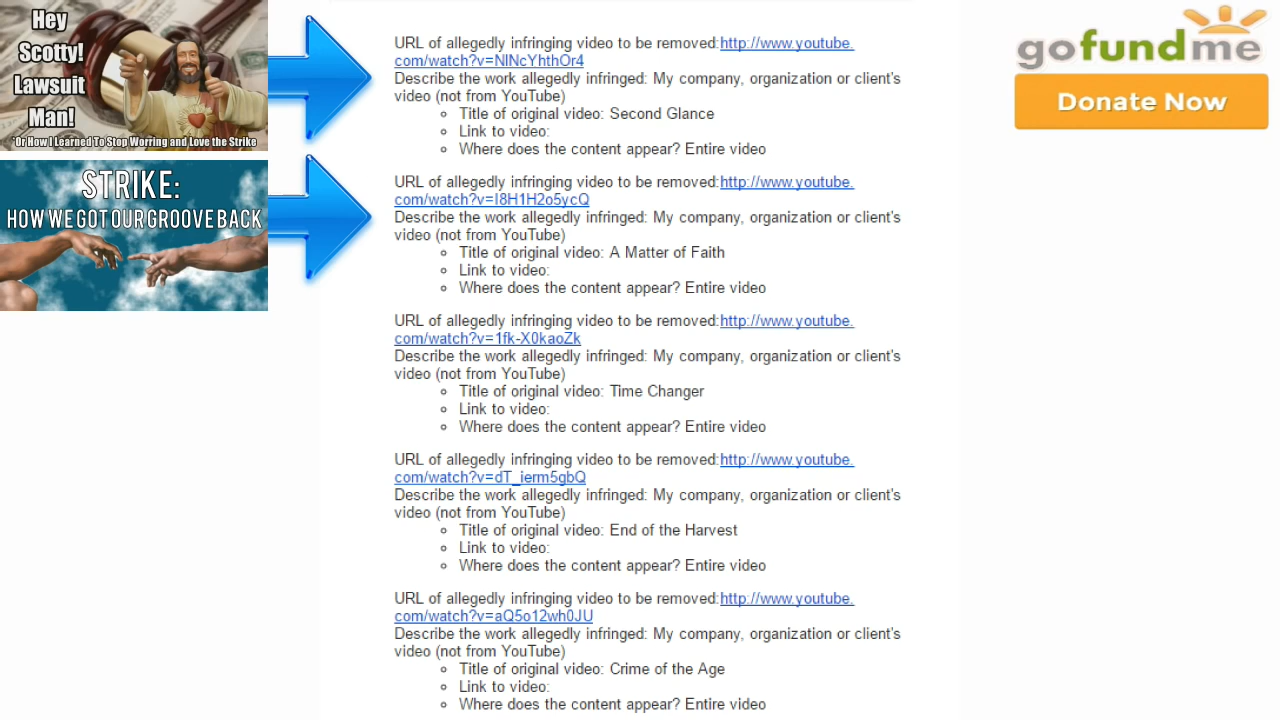 Hey
Scotty!
Lawsuit
Man!
*Or How I Learned To Stop Worring and Love the Strike
STRIKE:
HOW WE GOT OUR GROOVE BACK
URL of allegedly infringing video to be removed:http://www.youtube.
com/watch?v=NlNcYhthOr4
Describe the work allegedly infringed: My company, organization or client's
video (not from YouTube)
Title of original video: Second Glance
Link to video:
Where does the content appear? Entire video
URL of allegedly infringing video to be removed:http://www.youtube.
com/watch?v=I8H1H2o5ycQ
Describe the work allegedly infringed: My company, organization or client's
video (not from YouTube)
Title of original video: A Matter of Faith
Link to video:
Where does the content appear? Entire video
URL of allegedly infringing video to be removed:http://www.youtube.
com/watch?v=1fk-X0kaoZk
Describe the work allegedly infringed: My company, organization or client's
video (not from YouTube)
Title of original video: Time Changer
Link to video:
Where does the content appear? Entire video
URL of allegedly infringing video to be removed:http://www.youtube.
com/watch?v=dT_ierm5gbQ
Describe the work allegedly infringed: My company, organization or client's
video (not from YouTube)
Title of original video: End of the Harvest
Link to video:
Where does the content appear? Entire video
URL of allegedly infringing video to be removed:http://www.youtube.
com/watch?v=aQ5o12wh0JU
Describe the work allegedly infringed: My company, organization or client's
video (not from YouTube)
Title of original video: Crime of the Age
Link to video:
Where does the content appear? Entire video
gofundme
Donate Now